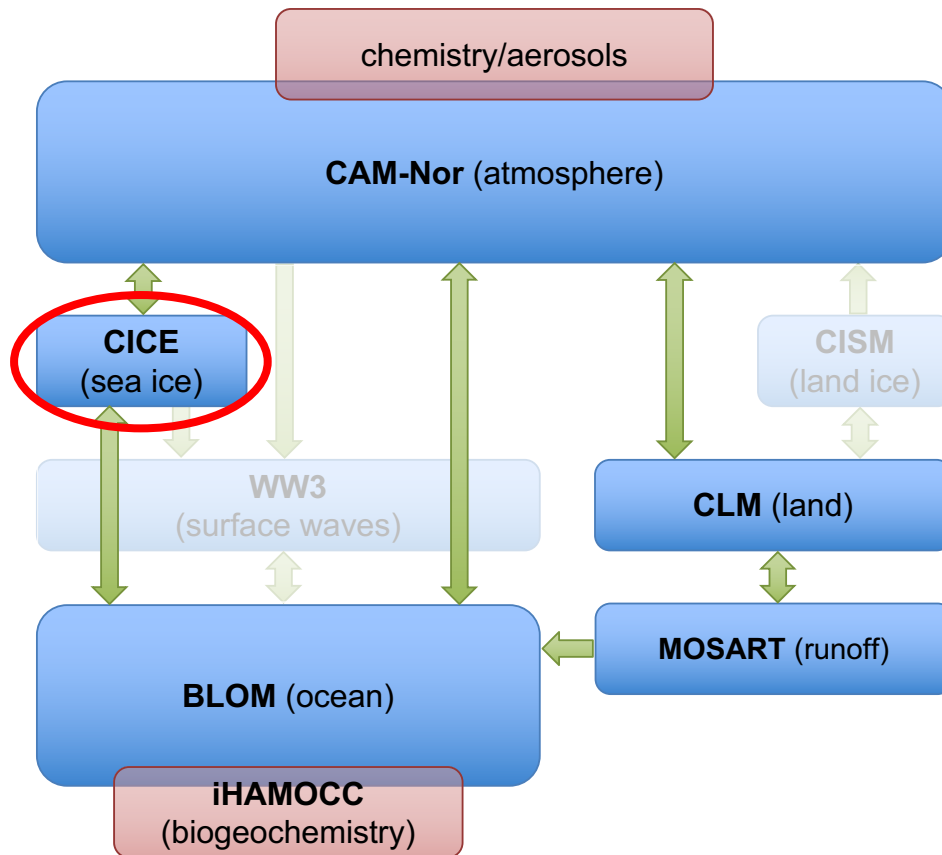 chemistry/aerosols
CAM-Nor (atmosphere)
CICE
(sea ice)
CISM
(land ice)
WW3
(surface waves)
CLM (land)
MOSART (runoff)
BLOM (ocean)
iHAMOCC
(biogeochemistry)